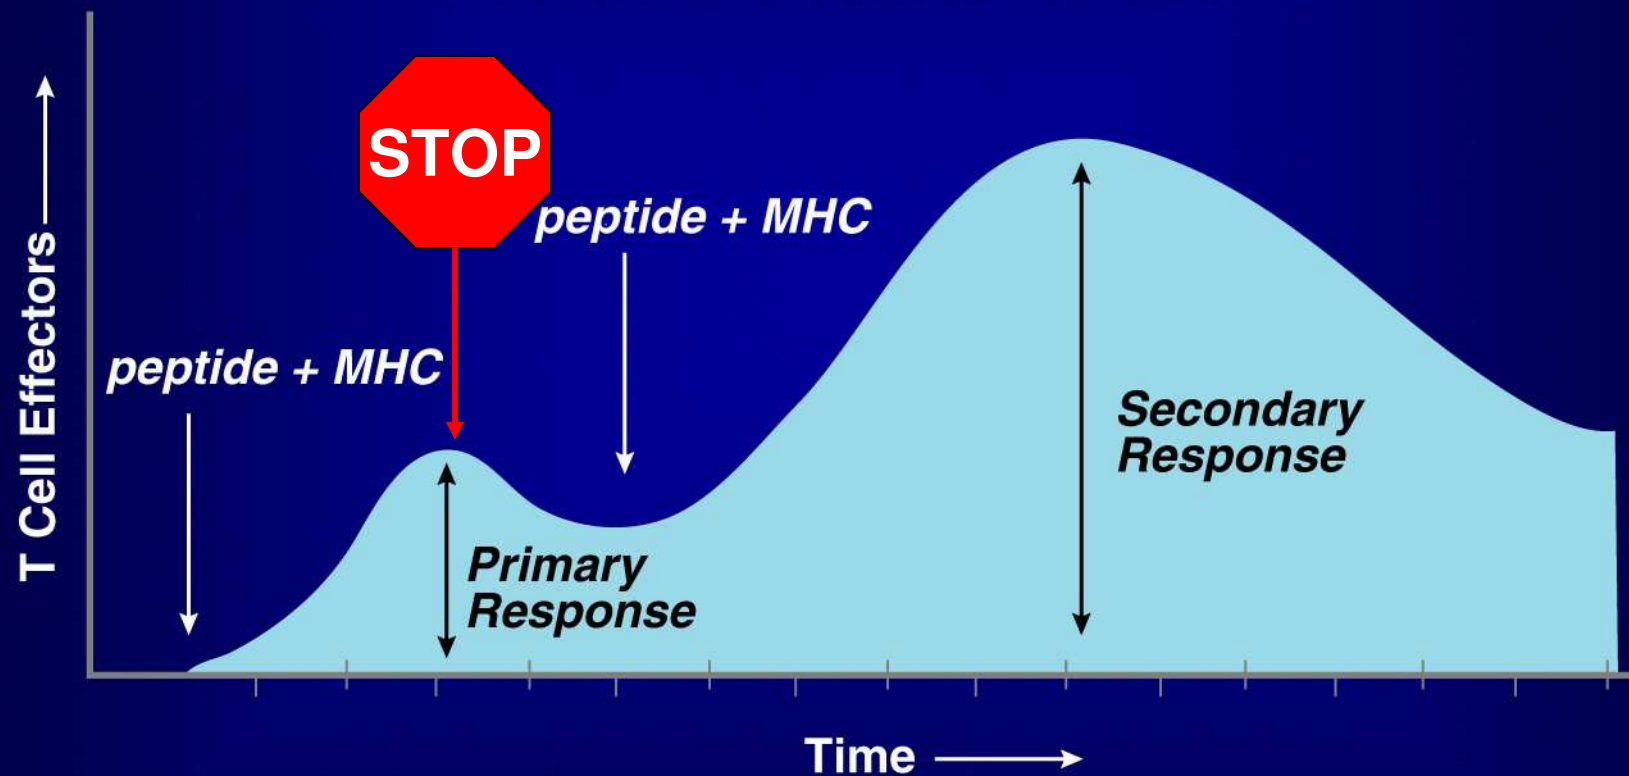 STOP
peptide + MHC
peptide + MHC
Secondary
Response
Primary
Response
T Cell Effectors
Time